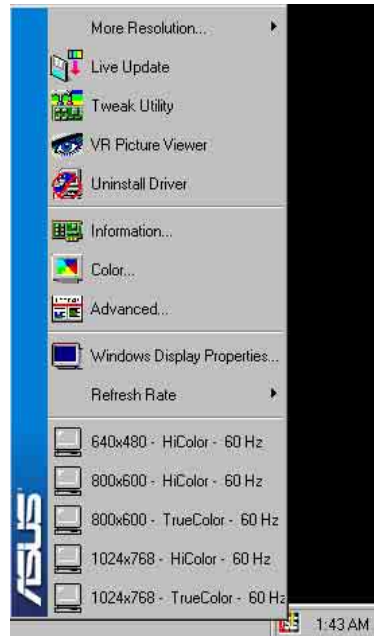 More Resolution...
Live Update
Tweak Utility
VR Picture Viewer
Uninstall Driver
Information...
Color...
Advanced...
Windows Display Properties...
Refresh Rate
640x480 - HiColor - 60 Hz
800x600 - HiColor - 60 Hz
800x600 - TrueColor - 60 Hz
1024x768 - HiColor - 60 Hz
1024x768 - TrueColor - 60 Hz
ASUS
1:43 AM